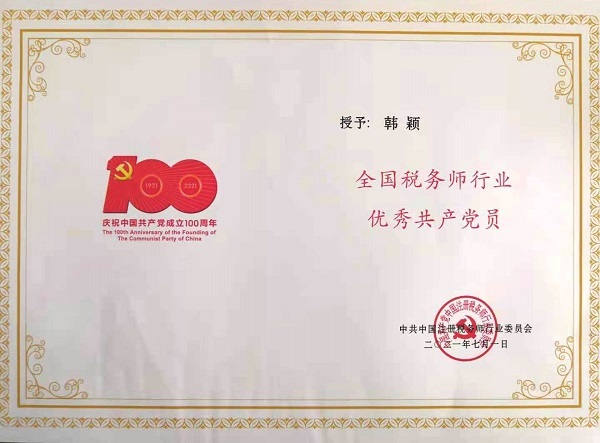 授予: 韩 颖
100
1921
2021
庆祝中国共产党成立100周年
The 100th Anniversary of the Founding of
The Communist Party of China
全国税务师行业
优秀共产党员
中共中国注册税务师行业委员会
二〇二一年七月一日